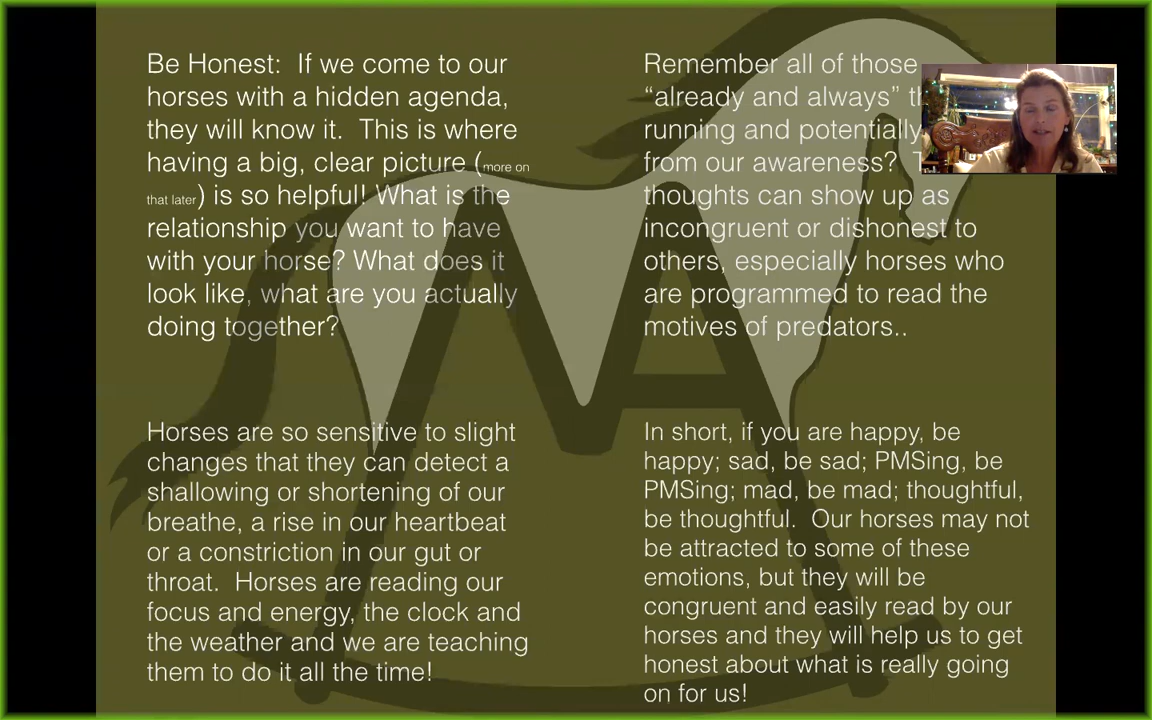 Be Honest:  If we come to our
horses with a hidden agenda,
they will know it.  This is where
having a big, clear picture (more on
that later) is so helpful! What is the
relationship you want to have
with your horse? What does it
look like, what are you actually
doing together?
Horses are so sensitive to slight
changes that they can detect a
shallowing or shortening of our
breathe, a rise in our heartbeat
or a constriction in our gut or
throat.  Horses are reading our
focus and energy, the clock and
the weather and we are teaching
them to do it all the time!
Remember all of those
“already and always”
running and potentially
from our awareness?
thoughts can show up as
incongruent or dishonest to
others, especially horses who
are programmed to read the
motives of predators..
In short, if you are happy, be
happy; sad, be sad; PMSing, be
PMSing; mad, be mad; thoughtful,
be thoughtful.  Our horses may not
be attracted to some of these
emotions, but they will be
congruent and easily read by our
horses and they will help us to get
honest about what is really going
on for us!